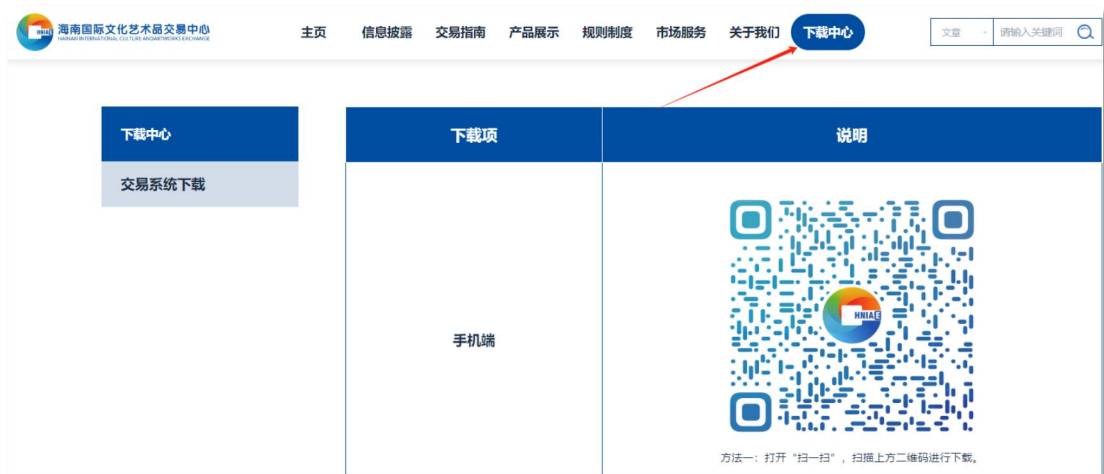 海南国际文化艺术品交易中心
HAINAN INTERNATIONAL CULTURE ANDARTWORKS EXCHANGE
主页 信息披露 交易指南 产品展示 规则制度 市场服务 关于我们 下载中心
文章 请输入关键词
下载中心
交易系统下载
下载项 说明
手机端
HNIAE
方法一：打开“扫一扫”，扫描上方二维码进行下载。